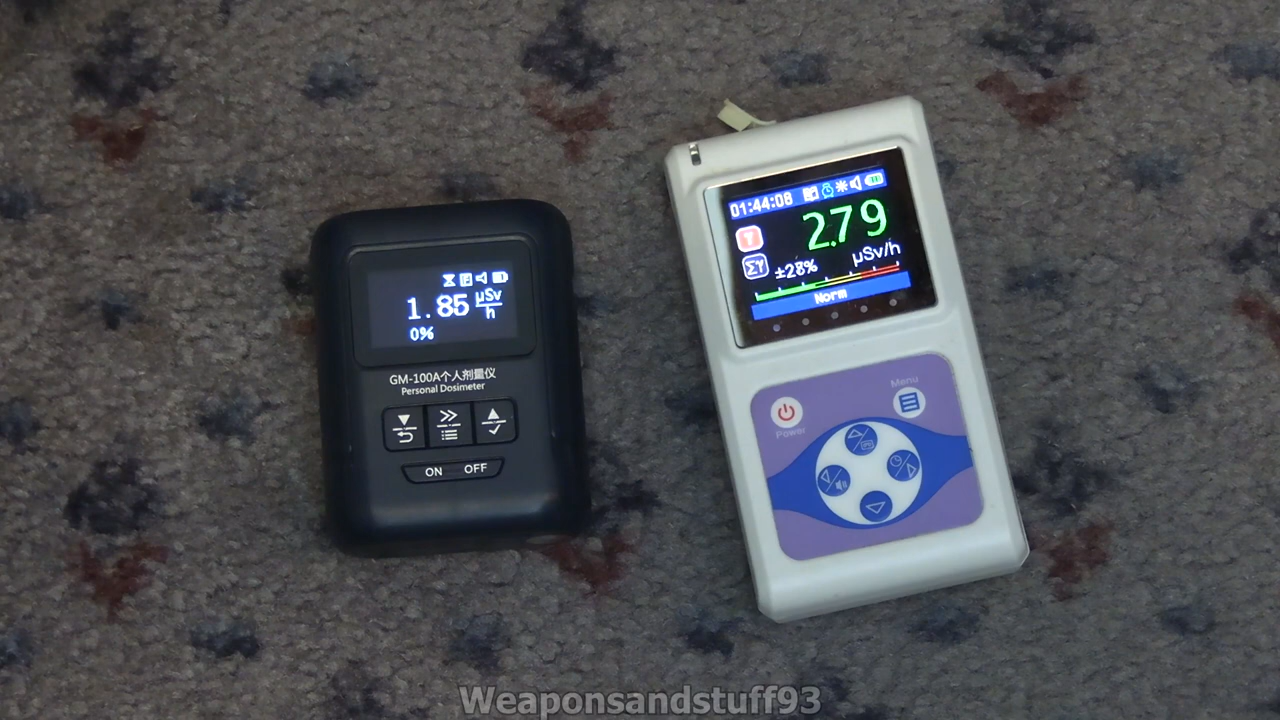 1.85 μSv/h
0%
GM-100A个人剂量仪
Personal Dosimeter
ON OFF
01:44:08
2.79
γ
μSv/h
Σγ ±28%
Norm
Menu
Power
Weaponsandstuff93